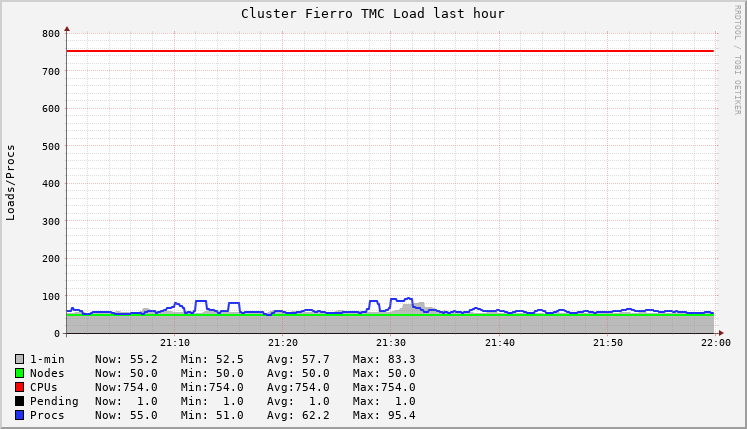 Cluster Fierro TMC Load last hour
RRDTOOL / TOBI OETIKER
Loads/Procs
800
700
600
500
400
300
200
100
0
21:10 21:20 21:30 21:40 21:50 22:00
1-min Now: 55.2 Min: 52.5 Avg: 57.7 Max: 83.3
Nodes Now: 50.0 Min: 50.0 Avg: 50.0 Max: 50.0
CPUs Now:754.0 Min:754.0 Avg:754.0 Max:754.0
Pending Now: 1.0 Min: 1.0 Avg: 1.0 Max: 1.0
Procs Now: 55.0 Min: 51.0 Avg: 62.2 Max: 95.4